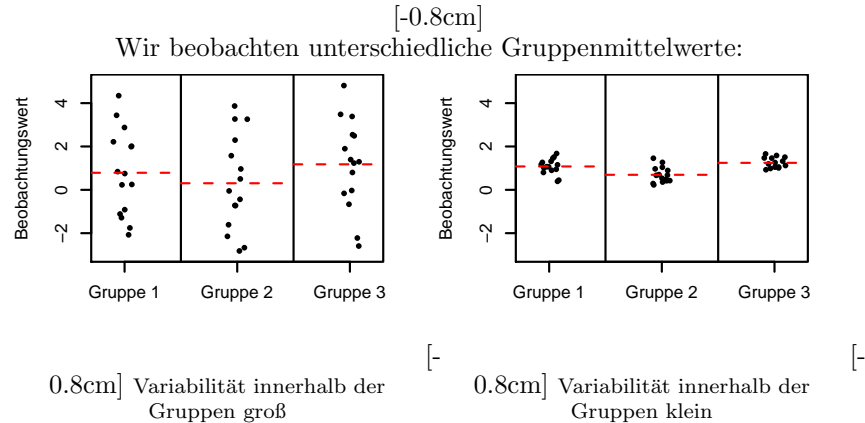 [-0.8cm]
Wir beobachten unterschiedliche Gruppenmittelwerte:
Beobachtungswert
4
2
0
−2
Gruppe 1 Gruppe 2 Gruppe 3
Beobachtungswert
4
2
0
−2
Gruppe 1 Gruppe 2 Gruppe 3
[-
0.8cm] Variabilität innerhalb der
Gruppen groß
[-
0.8cm] Variabilität innerhalb der
Gruppen klein